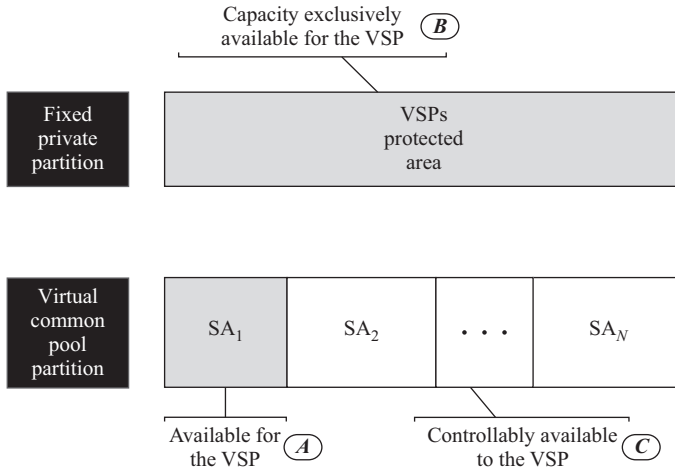 Capacity exclusively
available for the VSP B
Fixed
private
partition
VSPs
protected
area
Virtual
common
pool
partition
SA1
SA2
. . .
SAN
Available for
the VSP A
Controllably available
to the VSP C